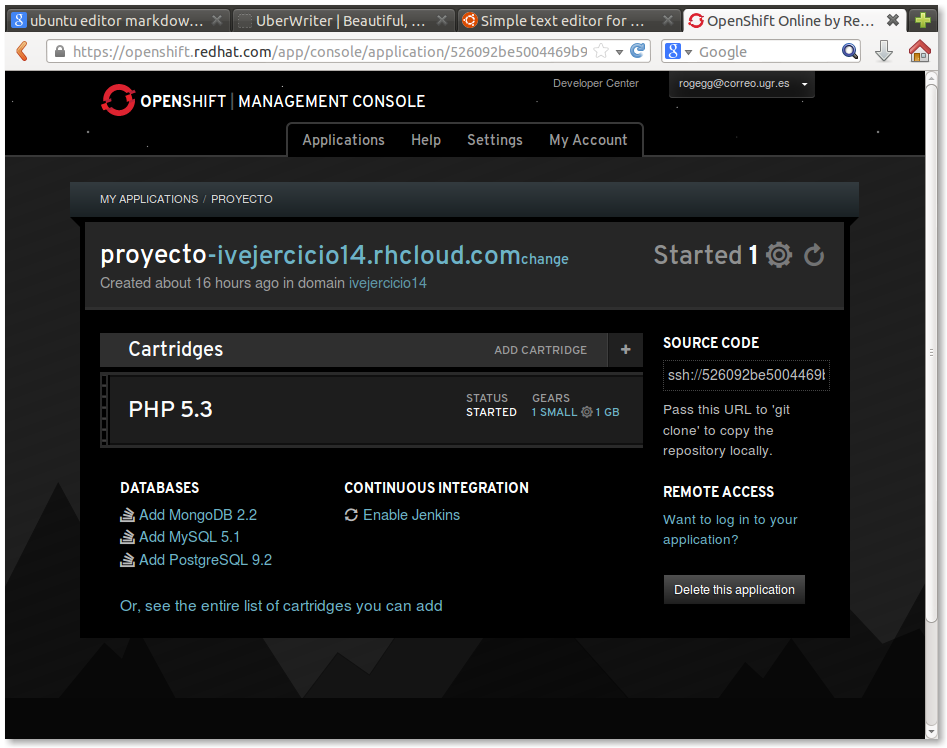 ubuntu editor markdow...
UberWriter | Beautiful, ...
Simple text editor for ...
OpenShift Online by Re...
https://openshift.redhat.com/app/console/application/526092be5004469b9
Google
OPENSHIFT | MANAGEMENT CONSOLE
Developer Center
rogegg@correo.ugr.es
Applications Help Settings My Account
MY APPLICATIONS / PROYECTO
proyecto-ivejercicio14.rhcloud.com change
Started 1
Created about 16 hours ago in domain ivejercicio14
Cartridges
ADD CARTRIDGE +
PHP 5.3
STATUS
STARTED
GEARS
1 SMALL 1 GB
DATABASES
Add MongoDB 2.2
Add MySQL 5.1
Add PostgreSQL 9.2
CONTINUOUS INTEGRATION
Enable Jenkins
Or, see the entire list of cartridges you can add
SOURCE CODE
ssh://526092be5004469b
Pass this URL to 'git
clone' to copy the
repository locally.
REMOTE ACCESS
Want to log in to your
application?
Delete this application